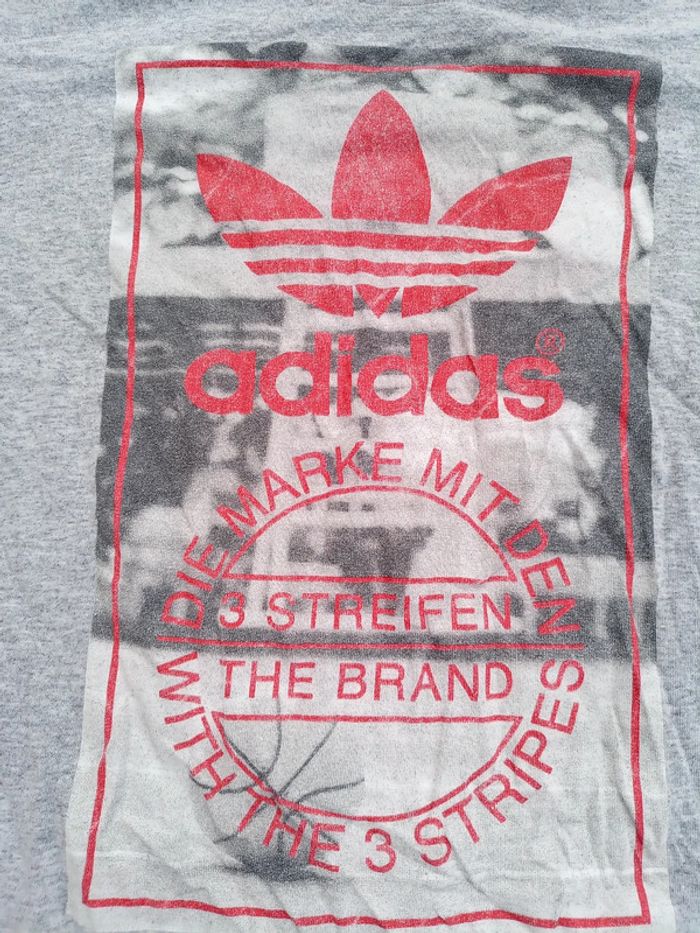 adidas®
DIE MARKE MIT DEN
3 STREIFEN
THE BRAND
WITH THE 3 STRIPES